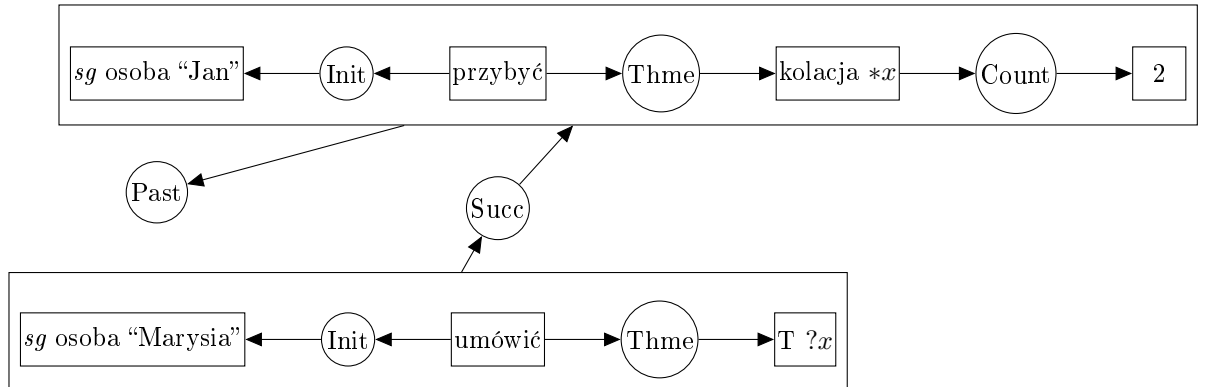 sg osoba “Jan” Init przybyć Thme kolacja *x Count 2
Past
Succ
sg osoba “Marysia” Init umówić Thme T ?x